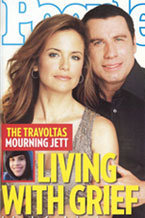 People
THE TRAVOLTAS
MOURNING JETT
LIVING
WITH GRIEF